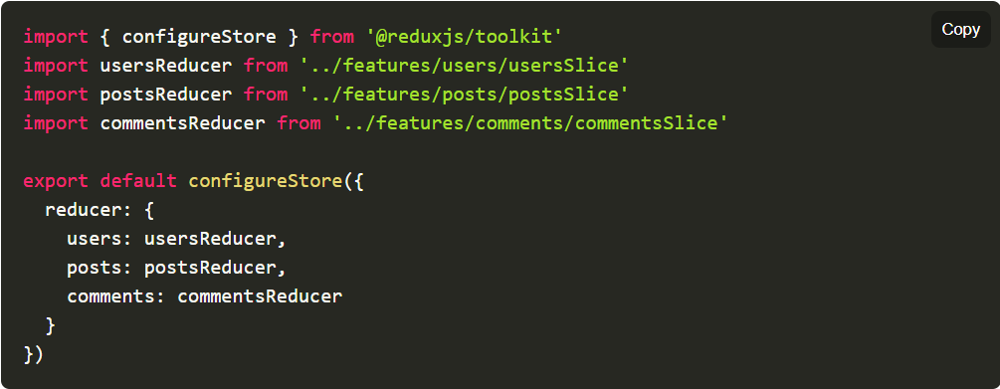 Copy
import { configureStore } from '@reduxjs/toolkit'
import usersReducer from '../features/users/usersSlice'
import postsReducer from '../features/posts/postsSlice'
import commentsReducer from '../features/comments/commentsSlice'

export default configureStore({
  reducer: {
    users: usersReducer,
    posts: postsReducer,
    comments: commentsReducer
  }
})